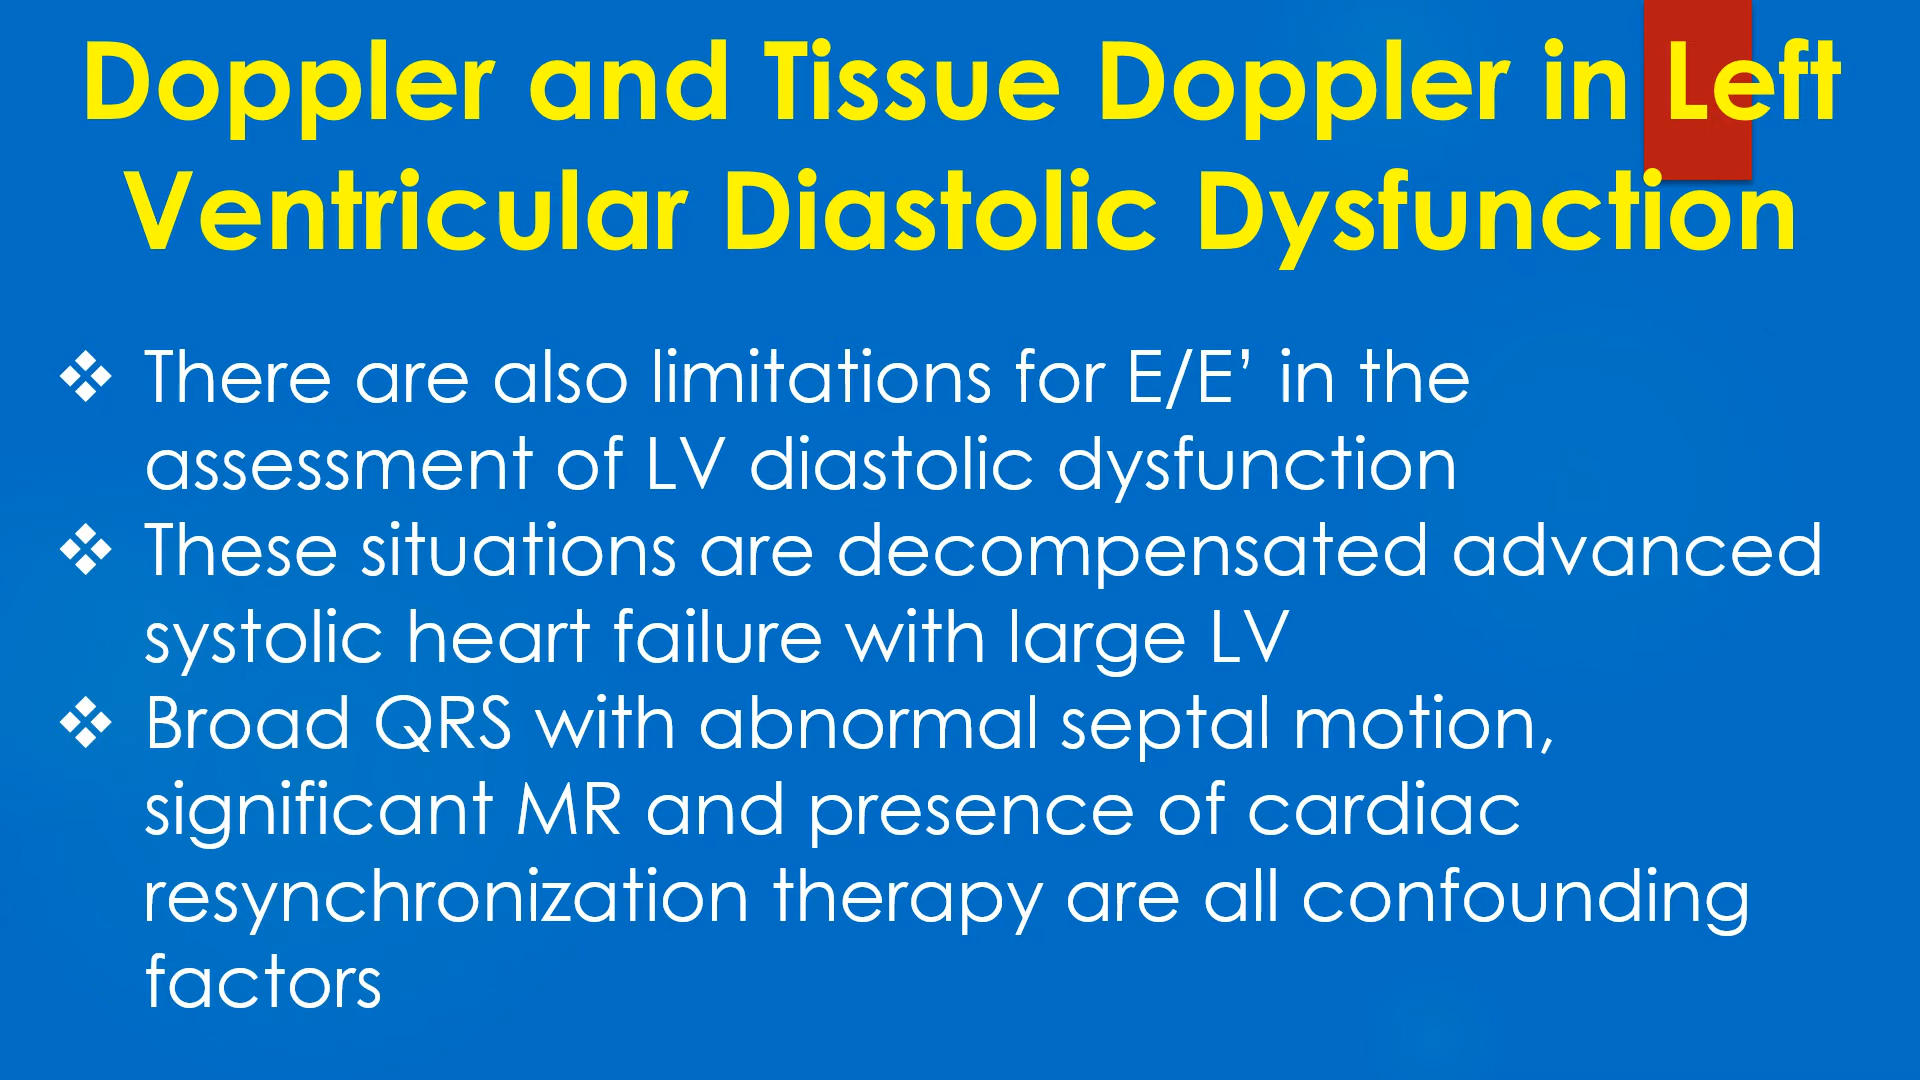 Doppler and Tissue Doppler in Left
Ventricular Diastolic Dysfunction
❖ There are also limitations for E/E’ in the
assessment of LV diastolic dysfunction
❖ These situations are decompensated advanced
systolic heart failure with large LV
❖ Broad QRS with abnormal septal motion,
significant MR and presence of cardiac
resynchronization therapy are all confounding
factors